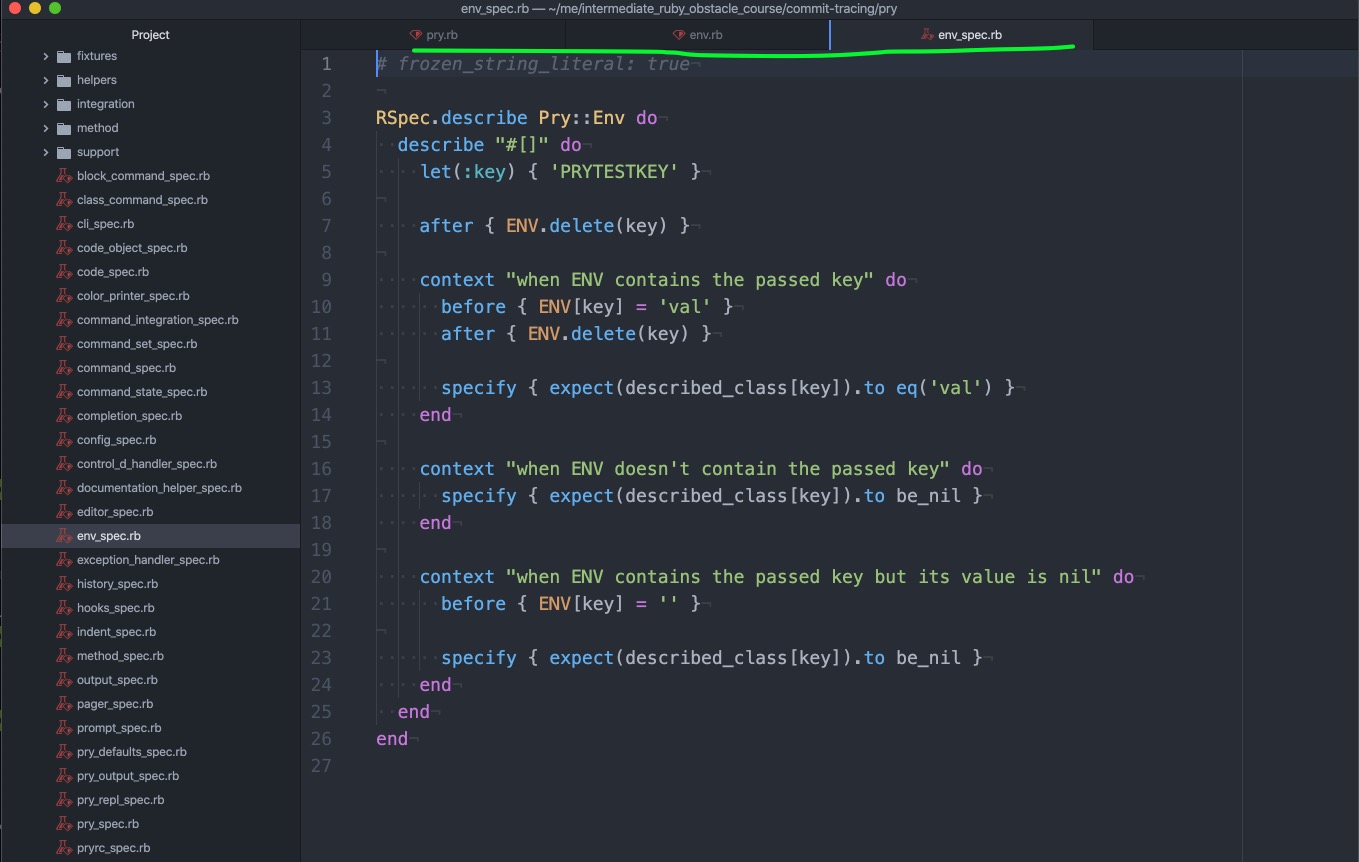 env_spec.rb — ~/me/intermediate_ruby_obstacle_course/commit-tracing/pry
Project
pry.rb
env.rb
env_spec.rb
fixtures
helpers
integration
method
support
block_command_spec.rb
class_command_spec.rb
cli_spec.rb
code_object_spec.rb
code_spec.rb
color_printer_spec.rb
command_integration_spec.rb
command_set_spec.rb
command_spec.rb
command_state_spec.rb
completion_spec.rb
config_spec.rb
control_d_handler_spec.rb
documentation_helper_spec.rb
editor_spec.rb
env_spec.rb
exception_handler_spec.rb
history_spec.rb
hooks_spec.rb
indent_spec.rb
method_spec.rb
output_spec.rb
pager_spec.rb
prompt_spec.rb
pry_defaults_spec.rb
pry_output_spec.rb
pry_repl_spec.rb
pry_spec.rb
pryrc_spec.rb
1 # frozen_string_literal: true
2
3 RSpec.describe Pry::Env do
4   describe "#[]" do
5     let(:key) { 'PRYTESTKEY' }
6
7     after { ENV.delete(key) }
8
9     context "when ENV contains the passed key" do
10       before { ENV[key] = 'val' }
11       after { ENV.delete(key) }
12
13       specify { expect(described_class[key]).to eq('val') }
14     end
15
16     context "when ENV doesn't contain the passed key" do
17       specify { expect(described_class[key]).to be_nil }
18     end
19
20     context "when ENV contains the passed key but its value is nil" do
21       before { ENV[key] = '' }
22
23       specify { expect(described_class[key]).to be_nil }
24     end
25   end
26 end
27